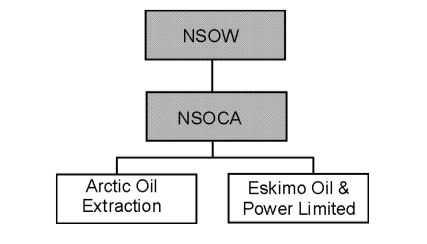 NSOW
NSOCA
Arctic Oil
Extraction
Eskimo Oil &
Power Limited